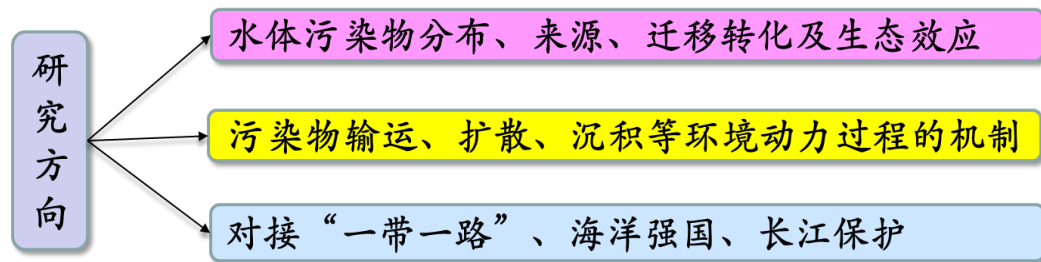 研究方向
水体污染物分布、来源、迁移转化及生态效应
污染物输运、扩散、沉积等环境动力过程的机制
对接“一带一路”、海洋强国、长江保护